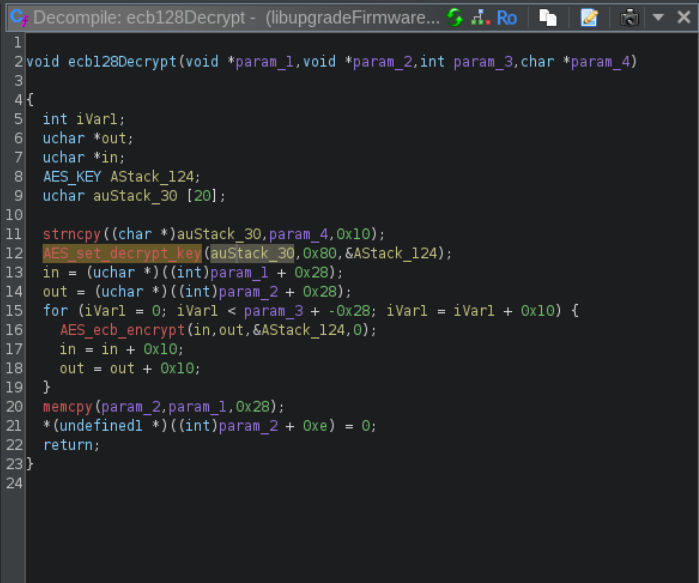 Decompile: ecb128Decrypt - (libupgradeFirmware... Ro
1
2 void ecb128Decrypt(void *param_1,void *param_2,int param_3,char *param_4)
3
4 {
5 int iVar1;
6 uchar *out;
7 uchar *in;
8 AES_KEY AStack_124;
9 uchar auStack_30 [20];
10
11 strncpy((char *)auStack_30,param_4,0x10);
12 AES_set_decrypt_key(auStack_30,0x80,&AStack_124);
13 in = (uchar *)((int)param_1 + 0x28);
14 out = (uchar *)((int)param_2 + 0x28);
15 for (iVar1 = 0; iVar1 < param_3 + -0x28; iVar1 = iVar1 + 0x10) {
16 AES_ecb_encrypt(in,out,&AStack_124,0);
17 in = in + 0x10;
18 out = out + 0x10;
19 }
20 memcpy(param_2,param_1,0x28);
21 *(undefined1 *)((int)param_2 + 0xe) = 0;
22 return;
23 }
24